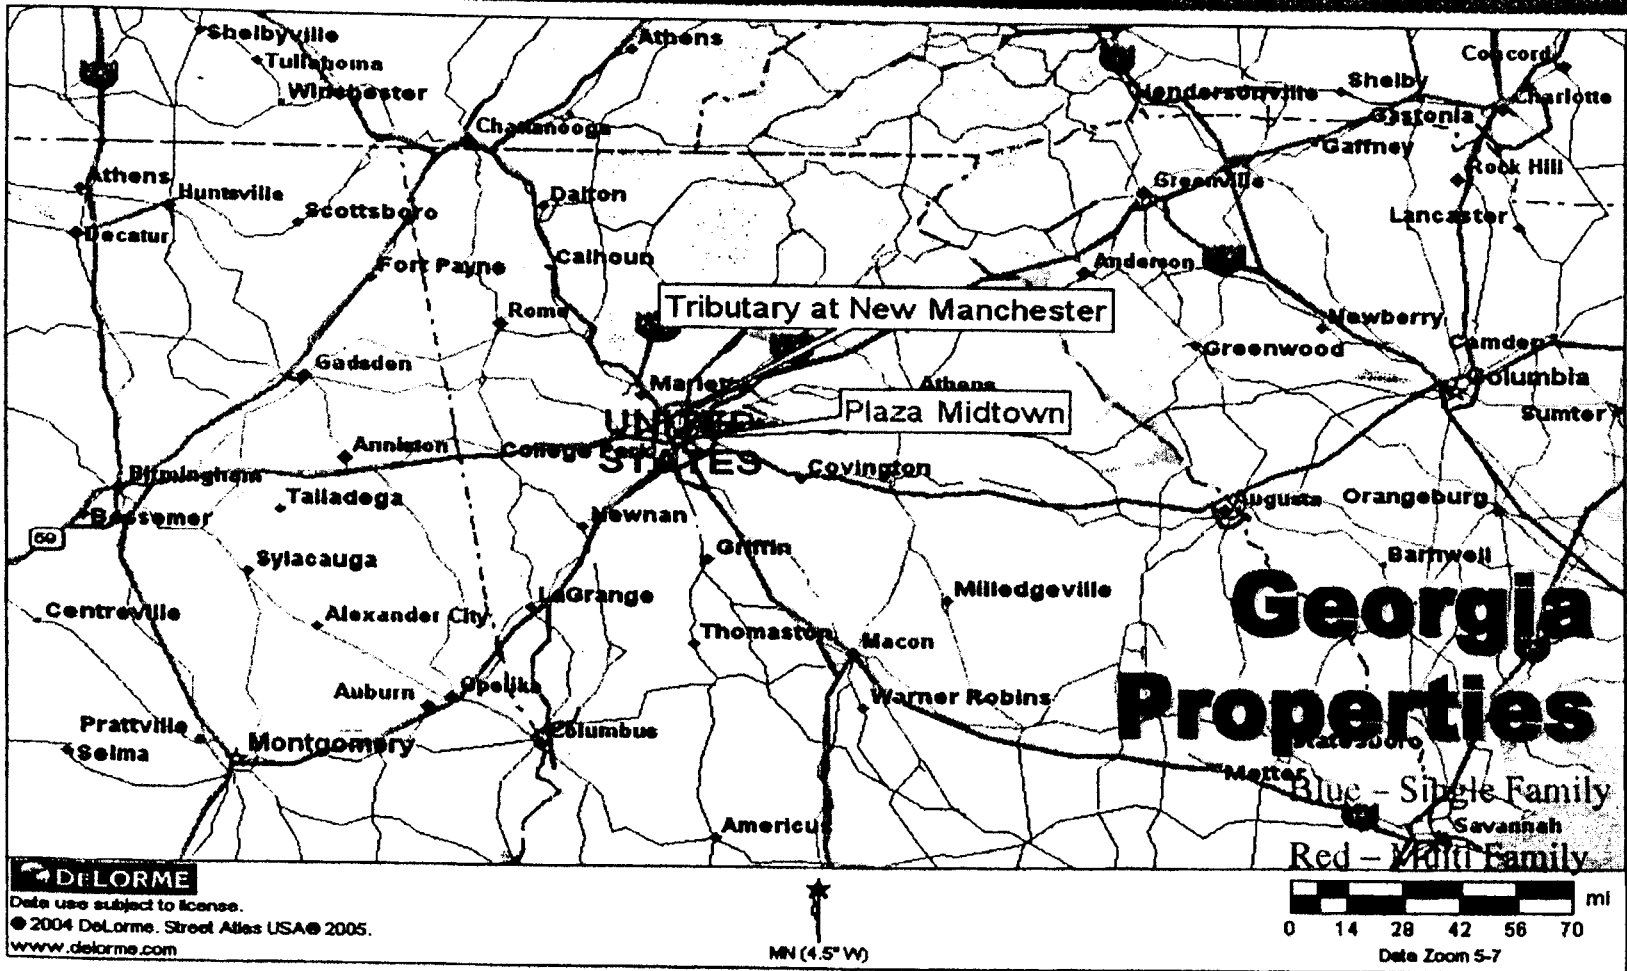 Shelbyville
Athens
Concord
Tullahoma
Shelby
Winchester
Hendersonville
Charlotte
Gastonia
Chattanooga
Gaffney
Athens
Rock Hill
Huntsville
Dalton
Greenville
Scottsboro
Lancaster
Decatur
Fort Payne
Calhoun
Anderson
Rome
Tributary at New Manchester
Newberry
Greenwood
Camden
Gadsden
Marietta
Athens
Columbia
Plaza Midtown
Sumter
UNITED
STATES
Anniston
College Park
Covington
Birmingham
Talladega
Augusta
Orangeburg
Bessemer
Newnan
59
Griffin
Barnwell
Sylacauga
Milledgeville
Georgia
Properties
Centreville
Alexander City
LaGrange
Thomaston
Macon
Auburn
Opelika
Warner Robins
Prattville
Selma
Montgomery
Columbus
Statesboro
Metter
Blue – Single Family
Americus
Savannah
Red – Multi Family
DELORME
Data use subject to license.
© 2004 DeLorme. Street Atlas USA® 2005.
www.delorme.com
MN (4.5° W)
mi
0 14 28 42 56 70
Data Zoom 5-7